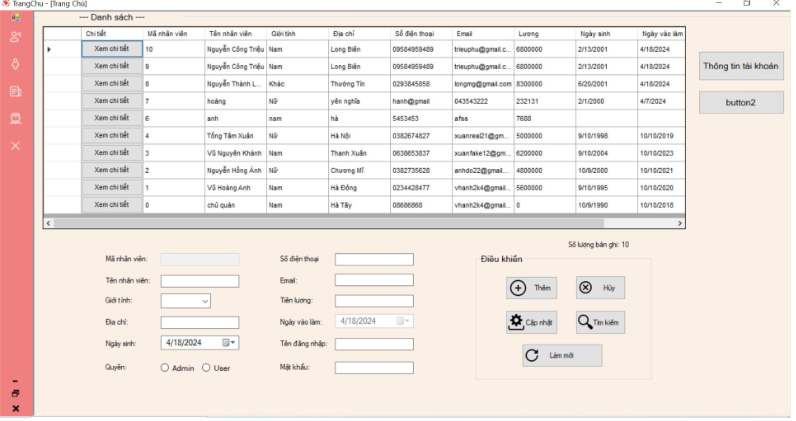 TrangChu - [Trang Chủ]
--- Danh sách ---
Chi tiết Mã nhân viên Tên nhân viên Giới tính Địa chỉ Số điện thoại Email Lương Ngày sinh Ngày vào làm
Xem chi tiết 10 Nguyễn Công Triệu Nam Long Biên 09584959489 trieuphu@gmail.c... 6800000 2/13/2001 4/18/2024
Xem chi tiết 9 Nguyễn Công Triệu Nam Long Biên 09584959489 trieuphu@gmail.c... 6800000 2/13/2001 4/18/2024
Xem chi tiết 8 Nguyễn Thành L... Khác Thường Tín 0293845858 longmg@gmail.com 8300000 6/20/2001 4/18/2024
Xem chi tiết 7 hoảng Nữ yên nghĩa hanh@gmail 043543222 232131 2/1/2000 4/7/2024
Xem chi tiết 6 anh nam hà 5453453 afsa 7688
Xem chi tiết 4 Tống Tâm Xuân Nữ Hà Nội 0382674827 xuanreal21@gm... 5000000 9/10/1998 10/10/2019
Xem chi tiết 3 Vũ Nguyên Khánh Nam Thanh Xuân 0638653837 xuanfake12@gm... 6200000 9/10/2004 10/10/2023
Xem chi tiết 2 Nguyễn Hồng Ánh Nữ Chương Mĩ 0382735628 anhdo22@gmail.... 4800000 10/9/2000 10/10/2021
Xem chi tiết 1 Vũ Hoàng Anh Nam Hà Đông 0234428477 vhanh2k4@gmail... 5600000 9/10/1995 10/10/2020
Xem chi tiết 0 chủ quán Nam Hà Tây 08686868 vhanh2k4@gmail... 0 10/9/1990 10/10/2018
Thông tin tài khoản
button2
Số lượng bản ghi: 10
Mã nhân viên: Số điện thoại
Tên nhân viên: Email:
Giới tính: Tiền lương:
Địa chỉ: Ngày vào làm: 4/18/2024
Ngày sinh: 4/18/2024 Tên đăng nhập:
Quyền: Admin User Mật khẩu:
Điều khiển
Thêm Hủy
Cập nhật Tìm kiếm
Làm mới